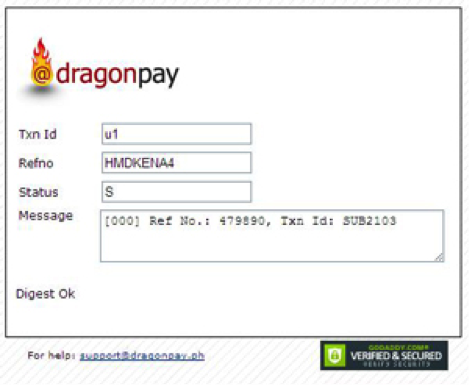 @dragonpay
Txn Id u1
Refno HMDKENA4
Status S
Message [000] Ref No.: 479890, Txn Id: SUB2103
Digest Ok
For help: support@dragonpay.ph
GODADDY.COM®
VERIFIED & SECURED
VERIFY SECURITY